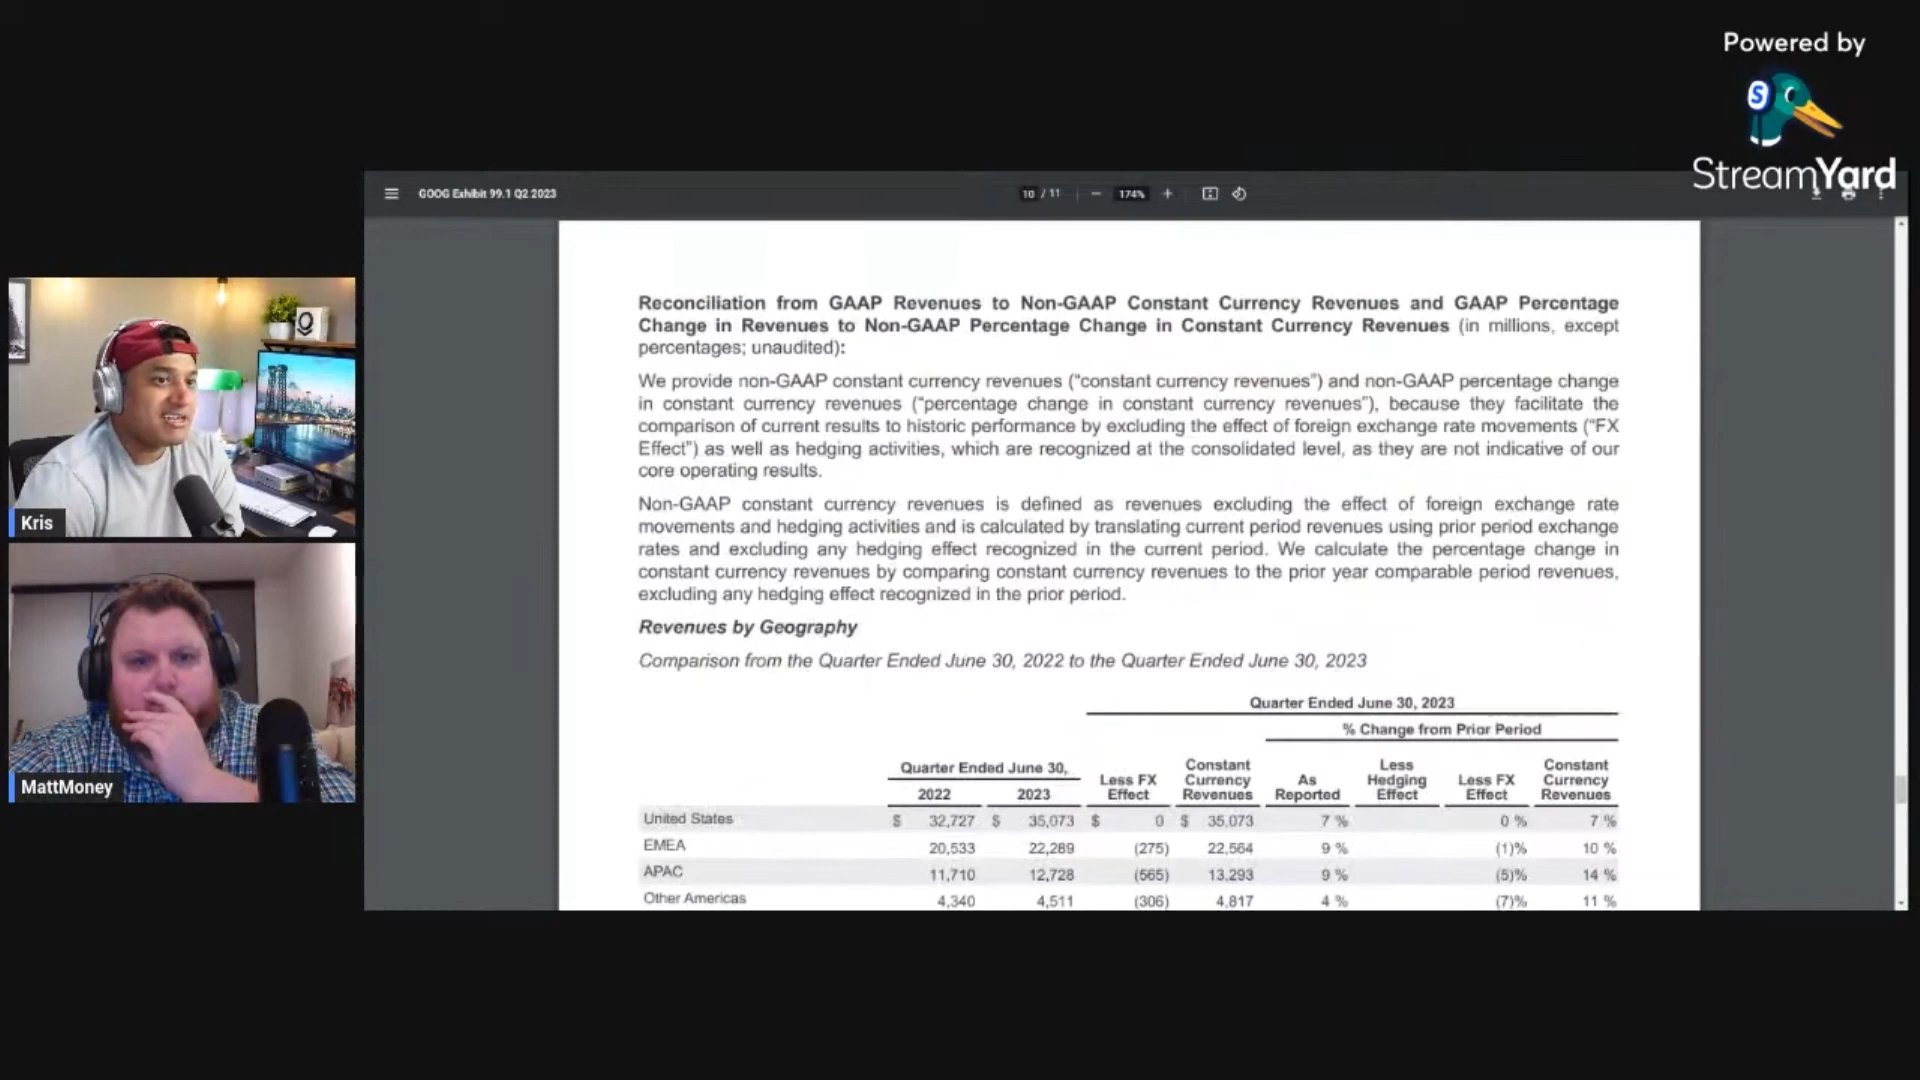 Powered by
StreamYard
GOOG Exhibit 99.1 Q2 2023
10 / 11
174%
Kris
MattMoney
Reconciliation from GAAP Revenues to Non-GAAP Constant Currency Revenues and GAAP Percentage
Change in Revenues to Non-GAAP Percentage Change in Constant Currency Revenues (in millions, except
percentages; unaudited):
We provide non-GAAP constant currency revenues (“constant currency revenues”) and non-GAAP percentage change
in constant currency revenues (“percentage change in constant currency revenues”), because they facilitate the
comparison of current results to historic performance by excluding the effect of foreign exchange rate movements (“FX
Effect”) as well as hedging activities, which are recognized at the consolidated level, as they are not indicative of our
core operating results.
Non-GAAP constant currency revenues is defined as revenues excluding the effect of foreign exchange rate
movements and hedging activities and is calculated by translating current period revenues using prior period exchange
rates and excluding any hedging effect recognized in the current period. We calculate the percentage change in
constant currency revenues by comparing constant currency revenues to the prior year comparable period revenues,
excluding any hedging effect recognized in the prior period.
Revenues by Geography
Comparison from the Quarter Ended June 30, 2022 to the Quarter Ended June 30, 2023
Quarter Ended June 30, 2023
% Change from Prior Period
Quarter Ended June 30,
2022 2023
Less FX
Effect
Constant
Currency
Revenues
As
Reported
Less
Hedging
Effect
Less FX
Effect
Constant
Currency
Revenues
United States $ 32,727 $ 35,073 $ 0 $ 35,073 7 % 0 % 7 %
EMEA 20,533 22,289 (275) 22,564 9 % (1)% 10 %
APAC 11,710 12,728 (565) 13,293 9 % (5)% 14 %
Other Americas 4,340 4,511 (306) 4,817 4 % (7)% 11 %